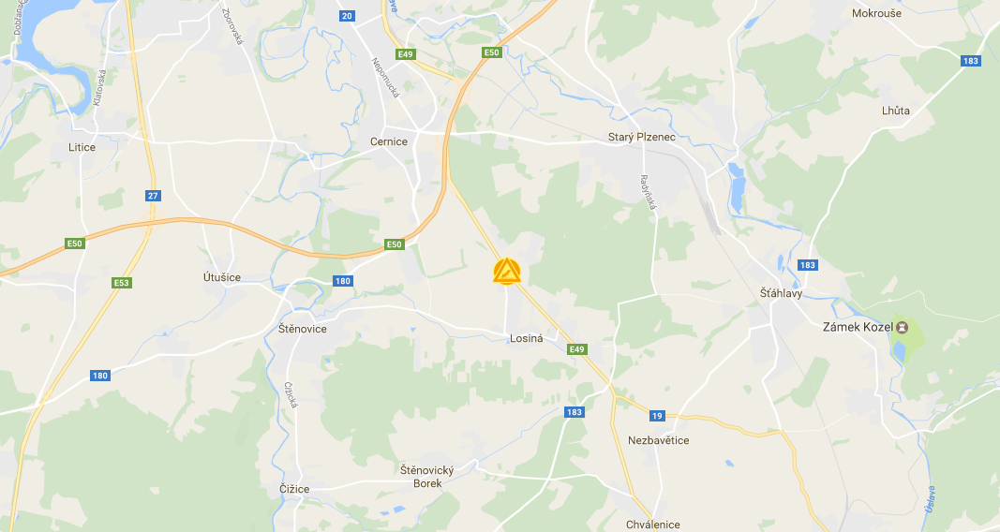 Mokrouše
20
Zborovská
E49
E50
183
Nepomucká
Klatovská
Lhůta
Litice
Cernice
Starý Plzenec
Radyňská
27
E50
E50
183
Útušice
180
E53
Šťáhlavy
Štěnovice
Zámek Kozel
Losiná
E49
180
Čižická
183
19
Nezbavětice
Štěnovický
Borek
Čižice
Úslava
Chválenice